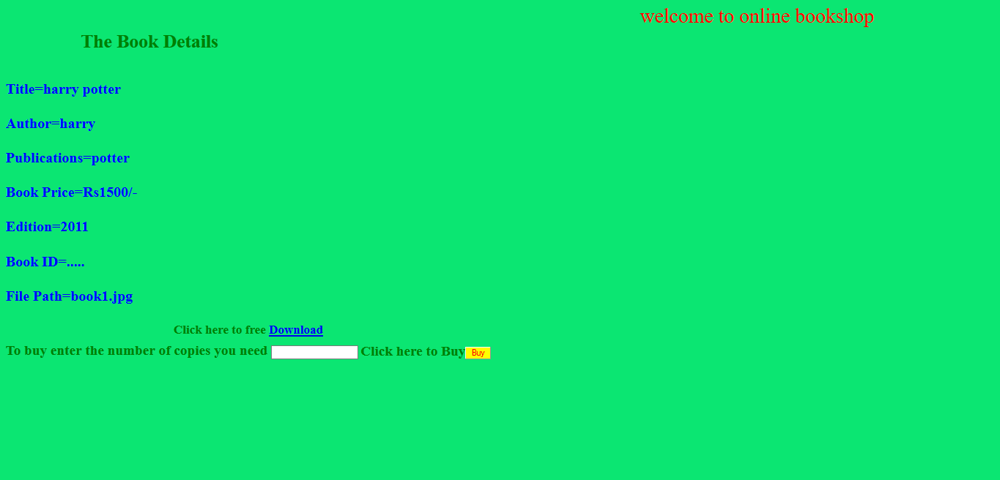 welcome to online bookshop
The Book Details
Title=harry potter
Author=harry
Publications=potter
Book Price=Rs1500/-
Edition=2011
Book ID=.....
File Path=book1.jpg
Click here to free Download
To buy enter the number of copies you need Click here to Buy Buy